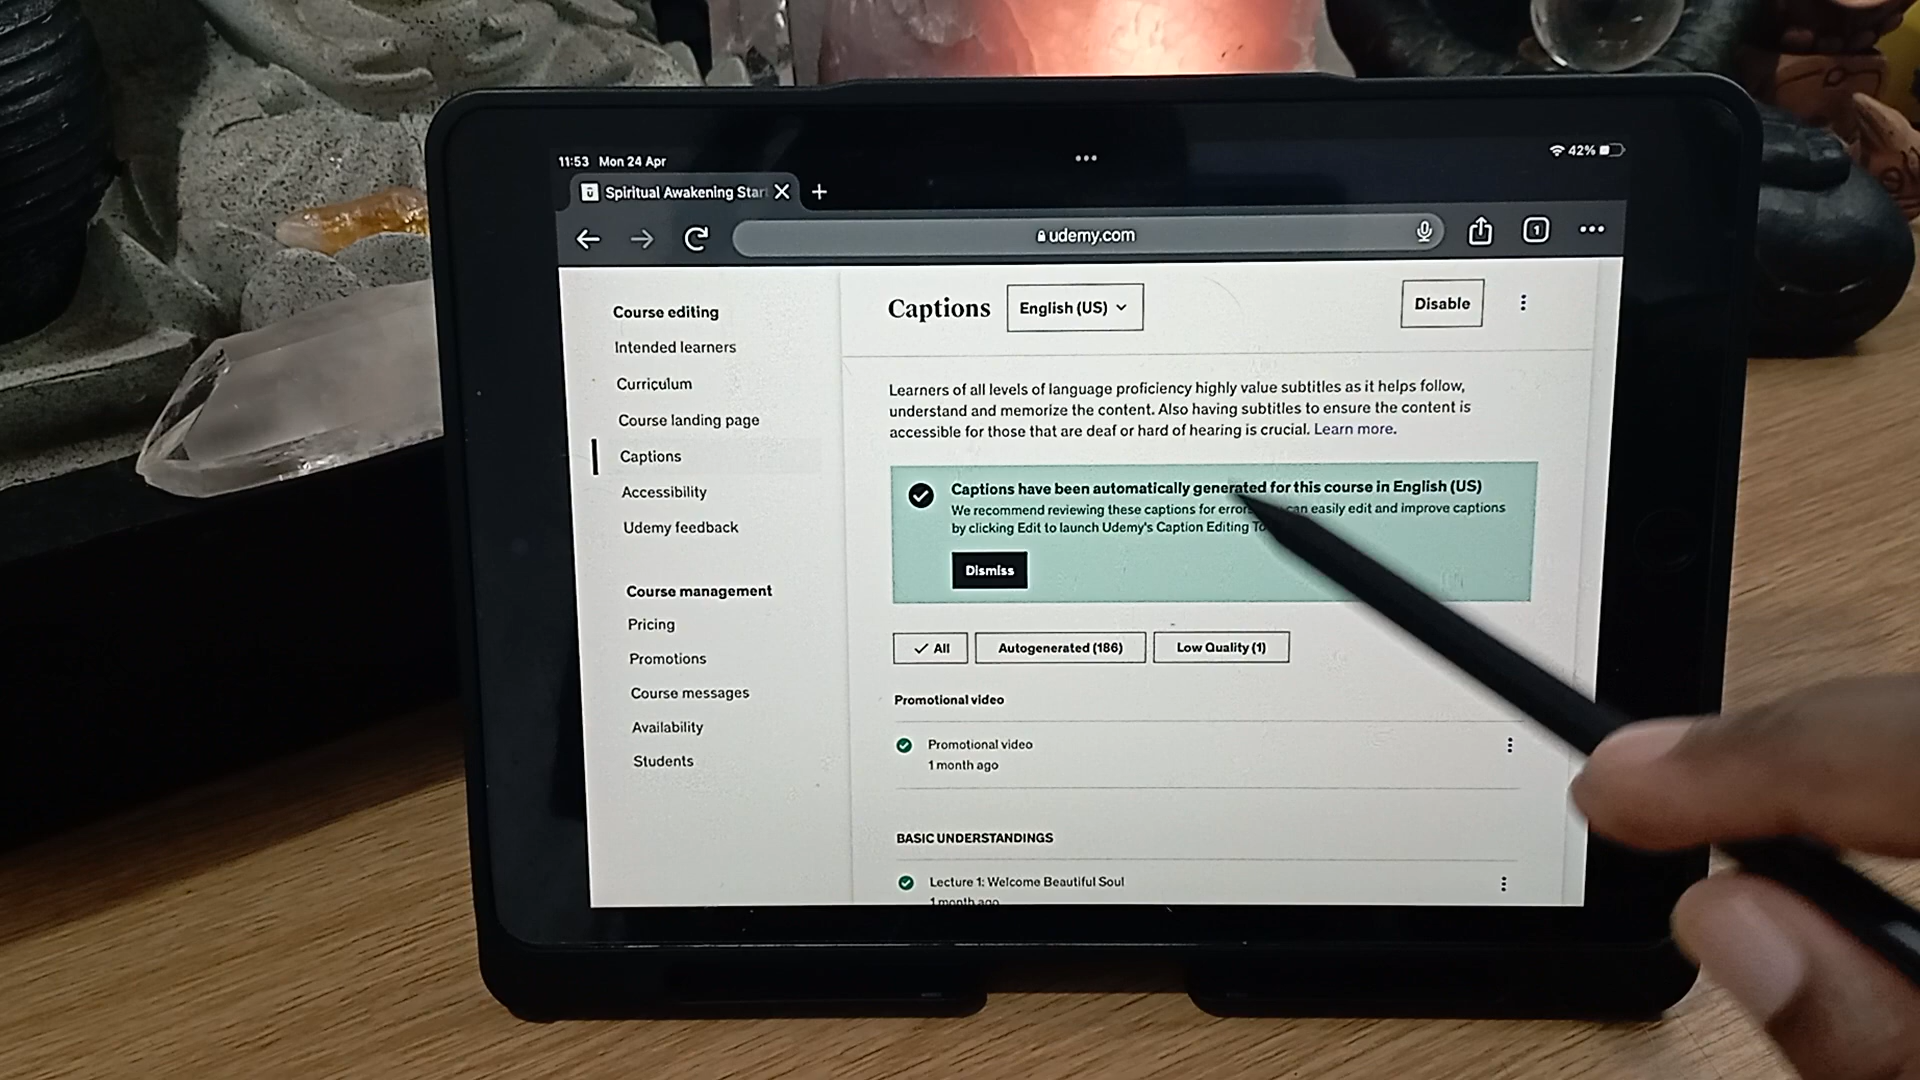 11:53 Mon 24 Apr
42%
Spiritual Awakening Star
udemy.com
1
Course editing
Intended learners
Curriculum
Course landing page
Captions
Accessibility
Udemy feedback
Course management
Pricing
Promotions
Course messages
Availability
Students
Captions English (US) Disable
Learners of all levels of language proficiency highly value subtitles as it helps follow,
understand and memorize the content. Also having subtitles to ensure the content is
accessible for those that are deaf or hard of hearing is crucial. Learn more.
Captions have been automatically generated for this course in English (US)
We recommend reviewing these captions for errors can easily edit and improve captions
by clicking Edit to launch Udemy's Caption Editing
Dismiss
All Autogenerated (186) Low Quality (1)
Promotional video
Promotional video
1 month ago
BASIC UNDERSTANDINGS
Lecture 1: Welcome Beautiful Soul
1 month ago